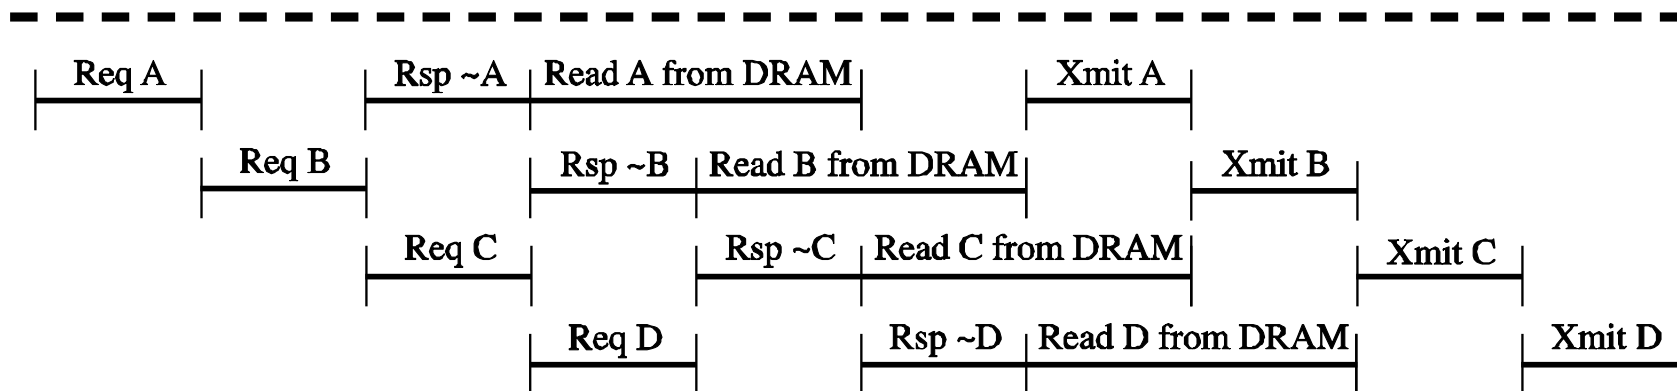 Req A Rsp ~A Read A from DRAM Xmit A
Req B Rsp ~B Read B from DRAM Xmit B
Req C Rsp ~C Read C from DRAM Xmit C
Req D Rsp ~D Read D from DRAM Xmit D